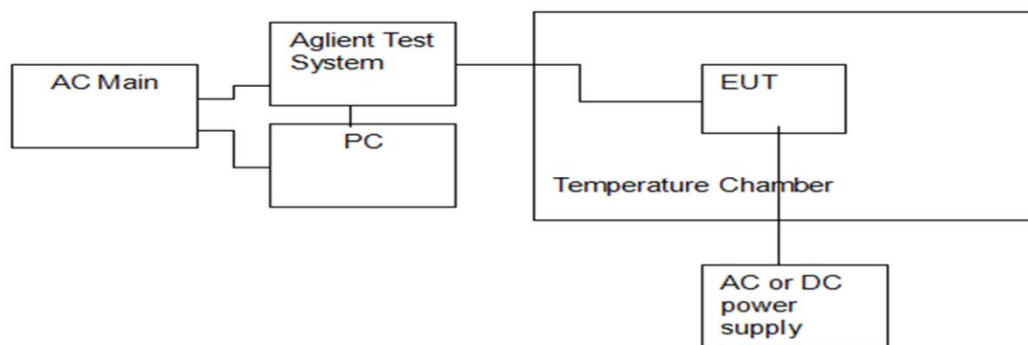 AC Main
Aglient Test
System
PC
EUT
Temperature Chamber
AC or DC
power
supply